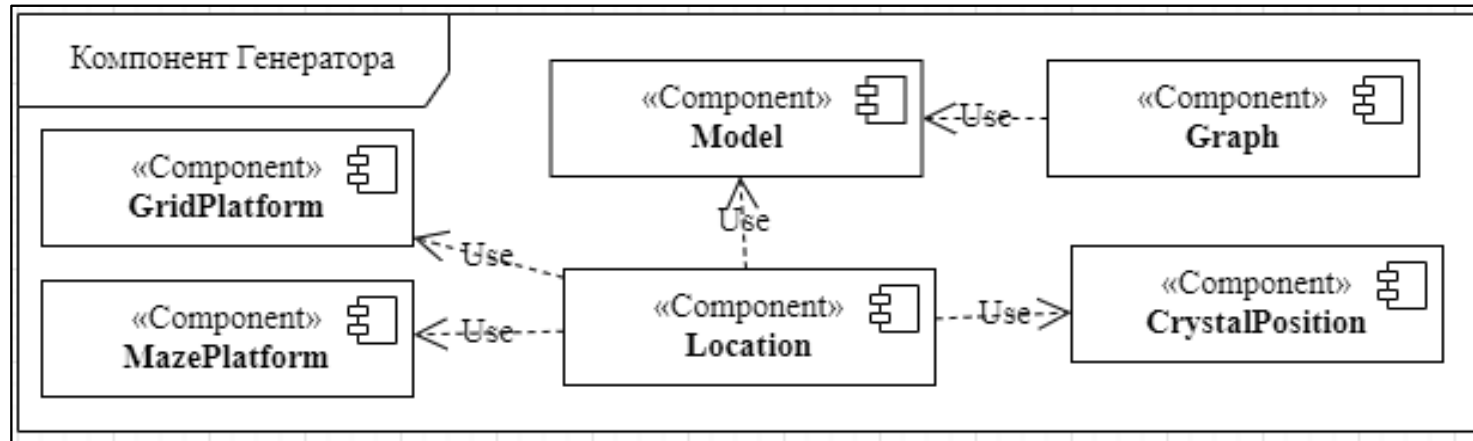 Компонент Генератора
«Component»
Model
«Component»
Graph
Use
«Component»
GridPlatform
Use
Use
«Component»
MazePlatform
Use
«Component»
Location
Use
«Component»
CrystalPosition